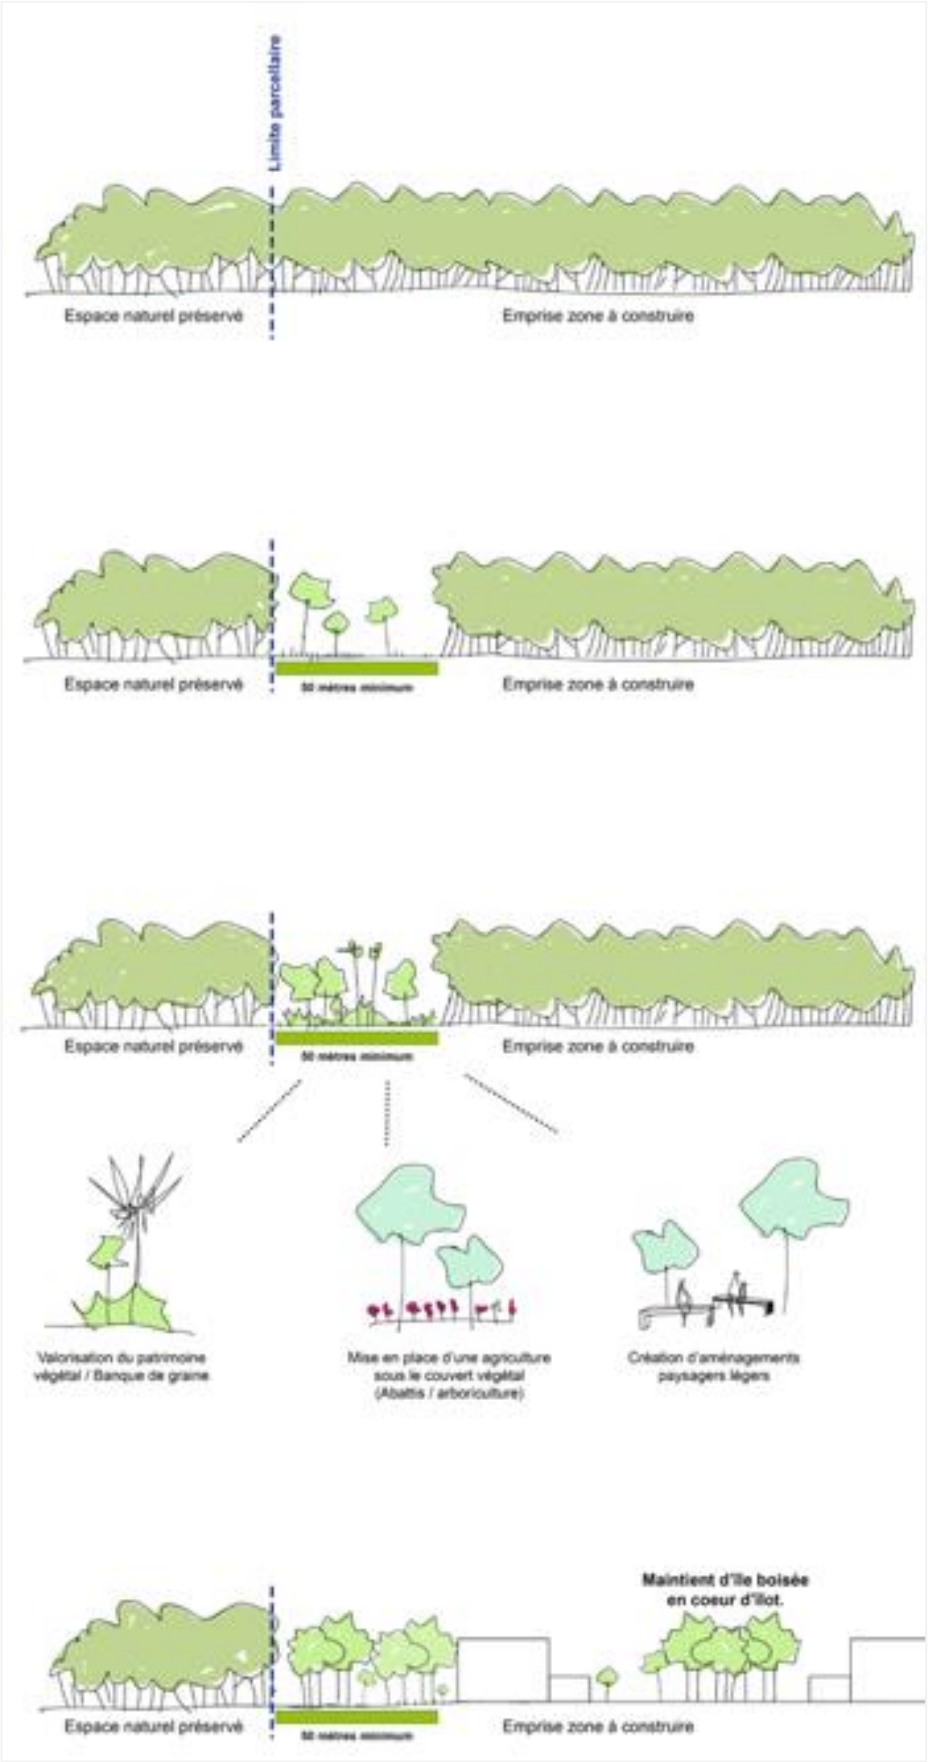 Limite parcellaire
Espace naturel préservé
Emprise zone à construire
Espace naturel préservé
50 mètres minimum
Emprise zone à construire
Espace naturel préservé
50 mètres minimum
Emprise zone à construire
Valorisation du patrimoine
végétal / Banque de graine
Mise en place d'une agriculture
sous le couvert végétal
(Abattis / arboriculture)
Création d'aménagements
paysagers légers
Maintient d'île boisée
en coeur d'îlot.
Espace naturel préservé
50 mètres minimum
Emprise zone à construire